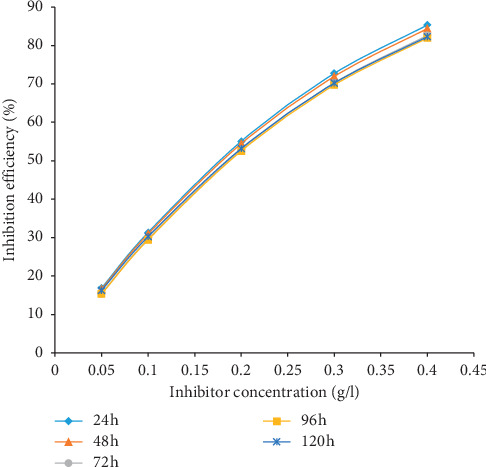 90
80
70
60
50
40
30
20
10
0
Inhibition efficiency (%)
0 0.05 0.1 0.15 0.2 0.25 0.3 0.35 0.4 0.45
Inhibitor concentration (g/l)
24h
48h
72h
96h
120h